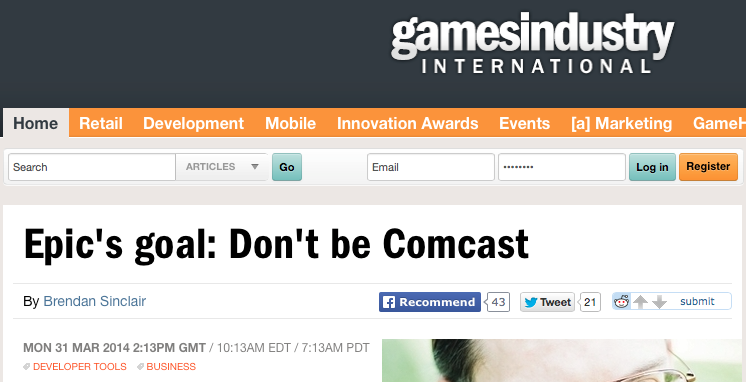 gamesindustry
INTERNATIONAL
Home Retail Development Mobile Innovation Awards Events [a] Marketing GameH
Search ARTICLES Go Email •••••••• Log in Register
Epic's goal: Don't be Comcast
By Brendan Sinclair Recommend 43 Tweet 21 submit
MON 31 MAR 2014 2:13PM GMT / 10:13AM EDT / 7:13AM PDT
DEVELOPER TOOLS BUSINESS